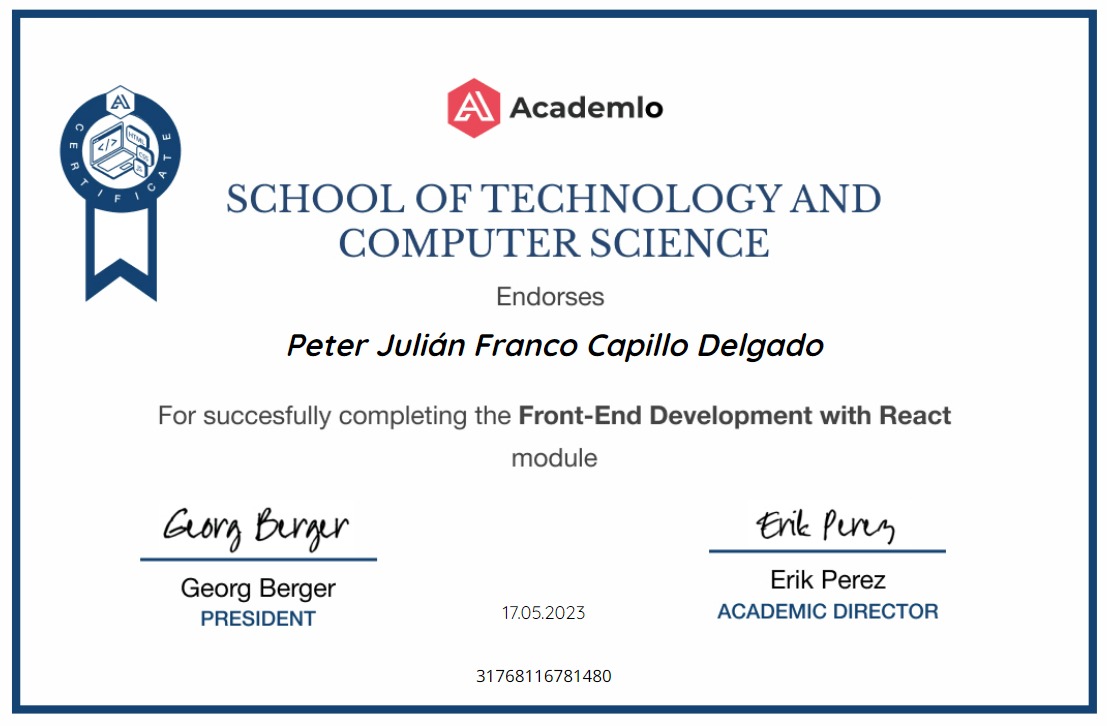 Academlo
CERTIFICATE
</> HTML CSS JS
SCHOOL OF TECHNOLOGY AND
COMPUTER SCIENCE
Endorses
Peter Julián Franco Capillo Delgado
For succesfully completing the Front-End Development with React
module
Georg Berger
Erik Perez
Georg Berger
PRESIDENT
Erik Perez
ACADEMIC DIRECTOR
17.05.2023
31768116781480